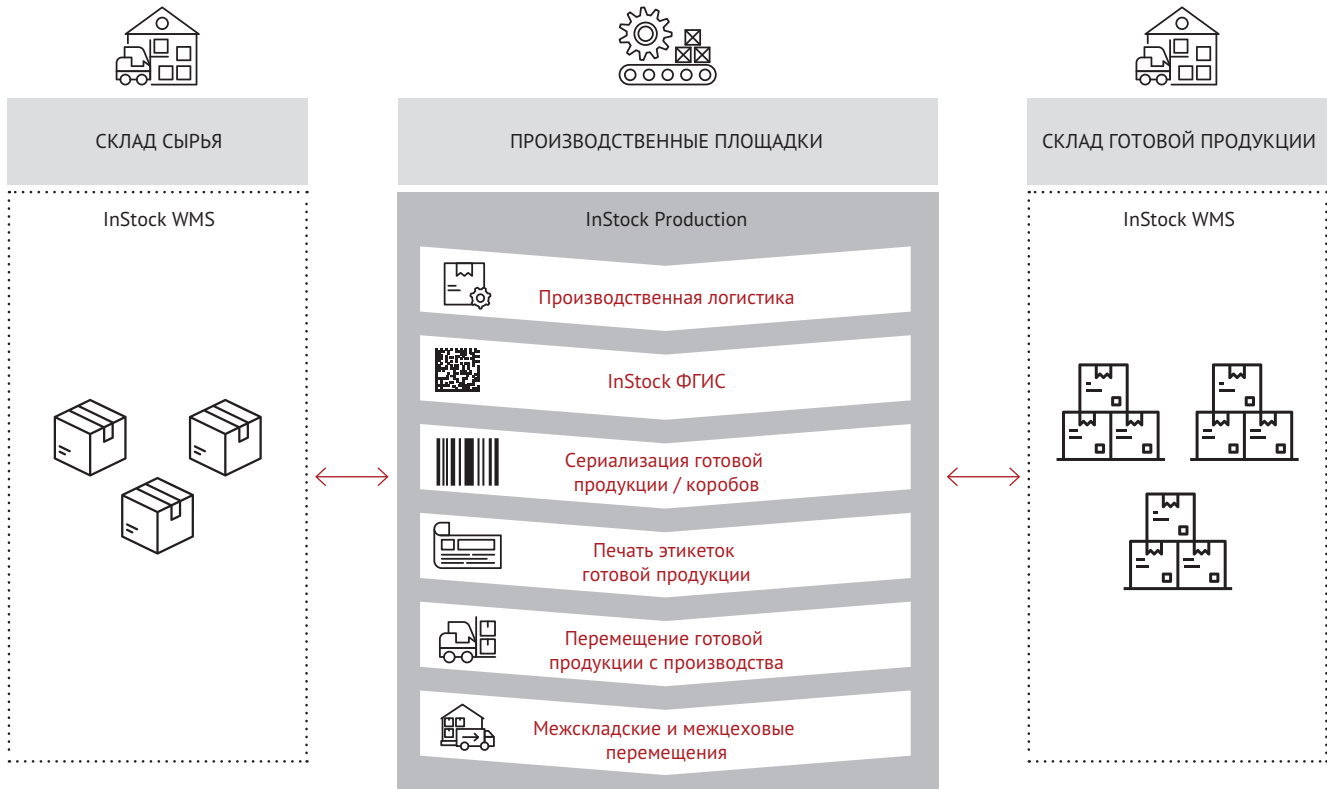 СКЛАД СЫРЬЯ
ПРОИЗВОДСТВЕННЫЕ ПЛОЩАДКИ
СКЛАД ГОТОВОЙ ПРОДУКЦИИ
InStock WMS
InStock Production
InStock WMS
Производственная логистика
InStock ФГИС
Сериализация готовой
продукции / коробов
Печать этикеток
готовой продукции
Перемещение готовой
продукции с производства
Межскладские и межцеховые
перемещения